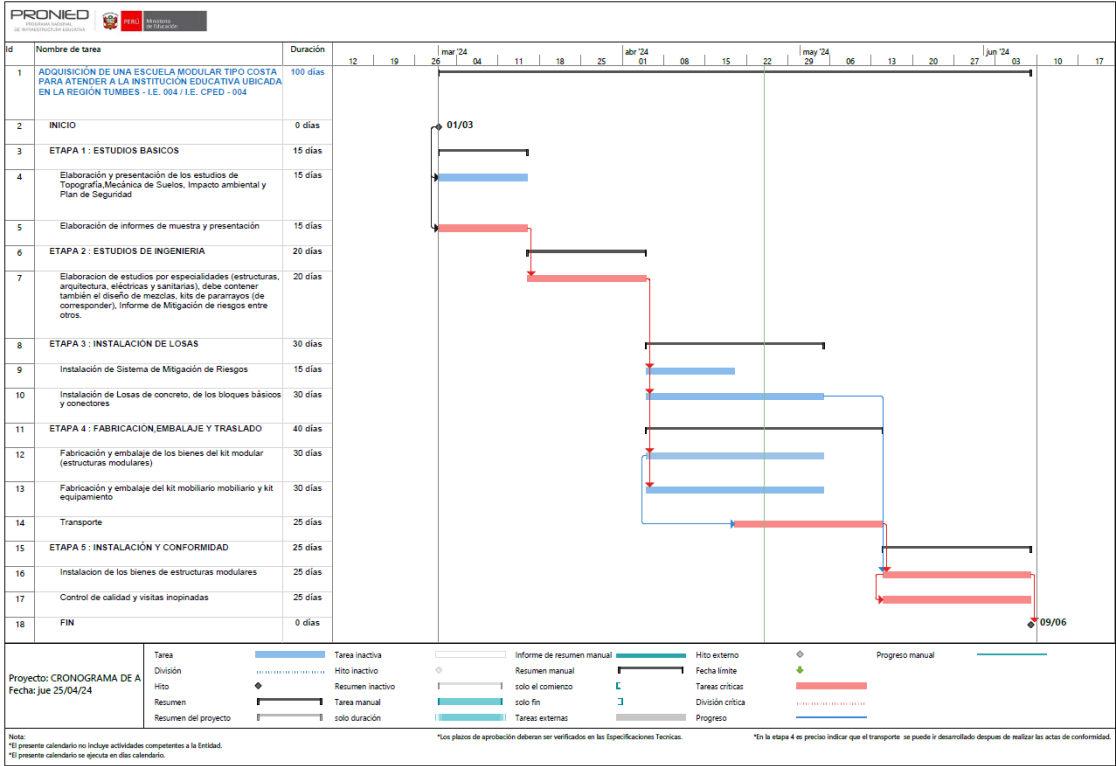 PRONIED
PROGRAMA NACIONAL
DE INFRAESTRUCTURA EDUCATIVA
PERÚ
Ministerio
de Educación
Id Nombre de tarea Duración
mar '24 abr '24 may '24 jun '24
12 19 26 04 11 18 25 01 08 15 22 29 06 13 20 27 03 10 17
1 ADQUISICIÓN DE UNA ESCUELA MODULAR TIPO COSTA 100 días
PARA ATENDER A LA INSTITUCIÓN EDUCATIVA UBICADA
EN LA REGIÓN TUMBES - I.E. 004 / I.E. CPED - 004
2 INICIO 0 días 01/03
3 ETAPA 1 : ESTUDIOS BASICOS 15 días
4 Elaboración y presentación de los estudios de 15 días
Topografía,Mecánica de Suelos, Impacto ambiental y
Plan de Seguridad
5 Elaboración de informes de muestra y presentación 15 días
6 ETAPA 2 : ESTUDIOS DE INGENIERIA 20 días
7 Elaboracion de estudios por especialidades (estructuras, 20 días
arquitectura, eléctricas y sanitarias), debe contener
también el diseño de mezclas, kits de pararrayos (de
corresponder), Informe de Mitigación de riesgos entre
otros.
8 ETAPA 3 : INSTALACIÓN DE LOSAS 30 días
9 Instalación de Sistema de Mitigación de Riesgos 15 días
10 Instalación de Losas de concreto, de los bloques básicos 30 días
y conectores
11 ETAPA 4 : FABRICACIÓN,EMBALAJE Y TRASLADO 40 días
12 Fabricación y embalaje de los bienes del kit modular 30 días
(estructuras modulares)
13 Fabricación y embalaje del kit mobiliario mobiliario y kit 30 días
equipamiento
14 Transporte 25 días
15 ETAPA 5 : INSTALACIÓN Y CONFORMIDAD 25 días
16 Instalacion de los bienes de estructuras modulares 25 días
17 Control de calidad y visitas inopinadas 25 días
18 FIN 0 días 09/06
Proyecto: CRONOGRAMA DE A
Fecha: jue 25/04/24
Tarea Tarea inactiva Informe de resumen manual Hito externo Progreso manual
División Hito inactivo Resumen manual Fecha límite
Hito Resumen inactivo solo el comienzo Tareas críticas
Resumen Tarea manual solo fin División crítica
Resumen del proyecto solo duración Tareas externas Progreso
Nota: *Los plazos de aprobación deberan ser verificados en las Especificaciones Tecnicas. *En la etapa 4 es preciso indicar que el transporte se puede ir desarrollado despues de realizar las actas de conformidad.
*El presente calendario no incluye actividades competentes a la Entidad.
*El presente calendario se ejecuta en días calendario.